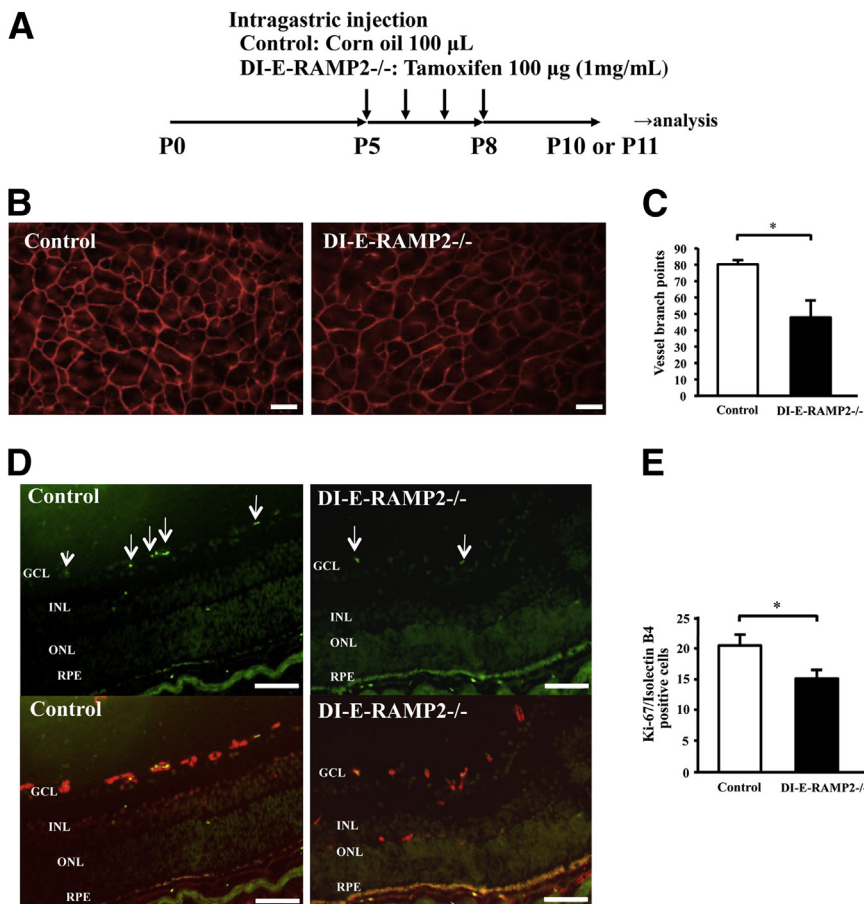 A
Intragastric injection
Control: Corn oil 100 µL
DI-E-RAMP2-/-: Tamoxifen 100 µg (1mg/mL)
P0
P5
P8
P10 or P11
→analysis
B
Control
DI-E-RAMP2-/-
C
*
Vessel branch points
90
80
70
60
50
40
30
20
10
0
Control
DI-E-RAMP2-/-
D
Control
GCL
INL
ONL
RPE
DI-E-RAMP2-/-
GCL
INL
ONL
RPE
Control
GCL
INL
ONL
RPE
DI-E-RAMP2-/-
GCL
INL
ONL
RPE
E
*
Ki-67/Isolectin B4
positive cells
25
20
15
10
5
0
Control
DI-E-RAMP2-/-